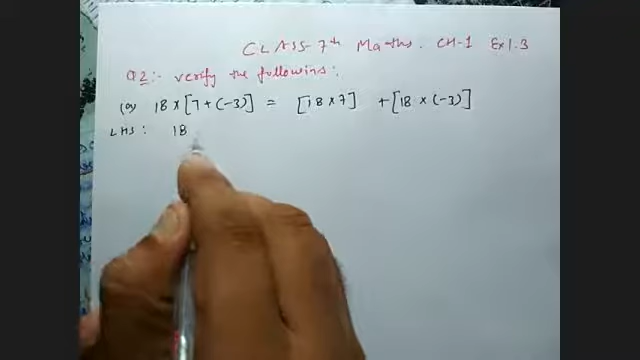 CLASS-7th Maths. CH-1 Ex1.3
Q2:- verify the followins:
(a) 18 × [7 + (-3)] = [18 × 7] + [18 × (-3)]
LHS: 18